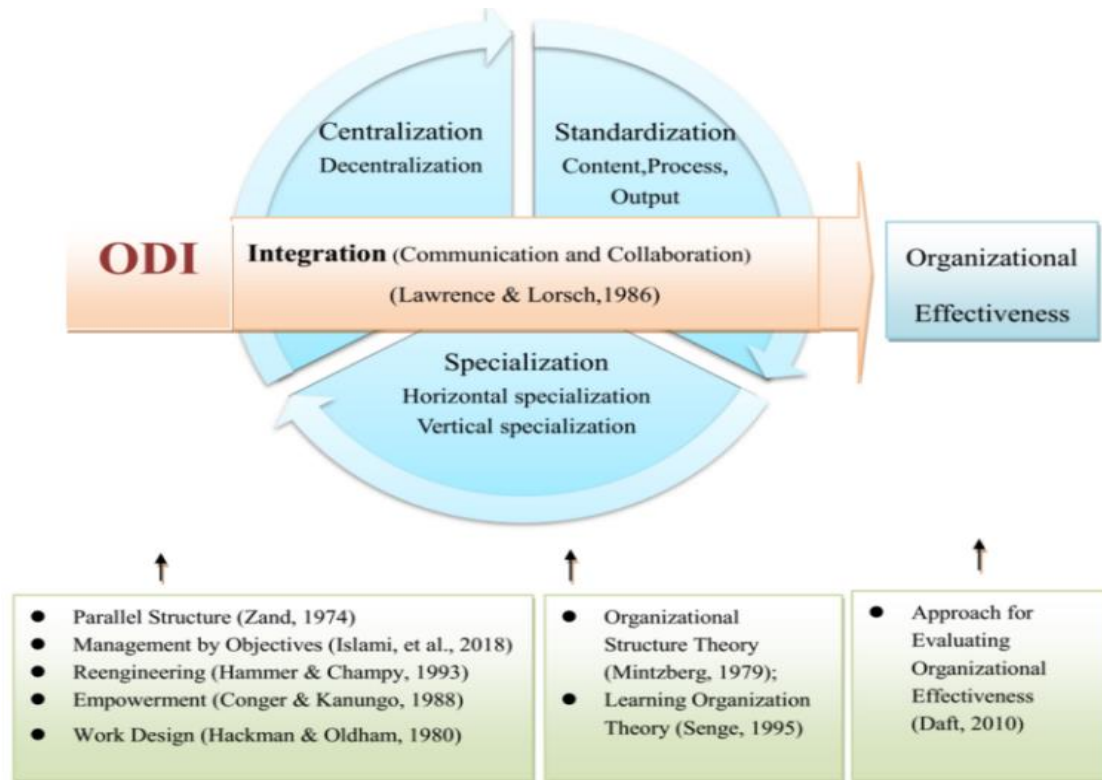 Centralization
Decentralization
Standardization
Content,Process,
Output
ODI
Integration (Communication and Collaboration)
(Lawrence & Lorsch,1986)
Organizational
Effectiveness
Specialization
Horizontal specialization
Vertical specialization
● Parallel Structure (Zand, 1974)
● Management by Objectives (Islami, et al., 2018)
● Reengineering (Hammer & Champy, 1993)
● Empowerment (Conger & Kanungo, 1988)
● Work Design (Hackman & Oldham, 1980)
● Organizational
Structure Theory
(Mintzberg, 1979);
● Learning Organization
Theory (Senge, 1995)
● Approach for
Evaluating
Organizational
Effectiveness
(Daft, 2010)